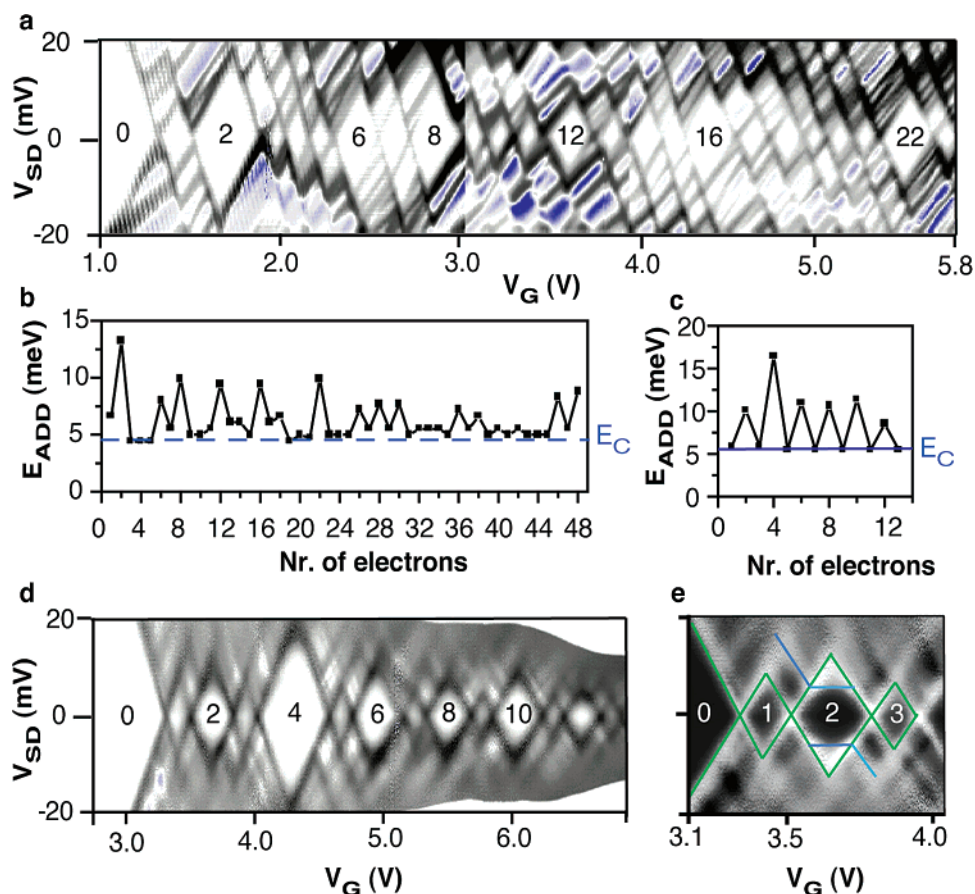 a
20
0
-20
V_SD (mV)
0 2 6 8 12 16 22
1.0 2.0 3.0 4.0 5.0 5.8
V_G (V)
b
15
10
5
0
E_ADD (meV)
E_C
0 4 8 12 16 20 24 28 32 36 40 44 48
Nr. of electrons
c
20
15
10
5
0
E_ADD (meV)
E_C
0 4 8 12
Nr. of electrons
d
20
0
-20
V_SD (mV)
0 2 4 6 8 10
3.0 4.0 5.0 6.0
V_G (V)
e
0 1 2 3
3.1 3.5 4.0
V_G (V)